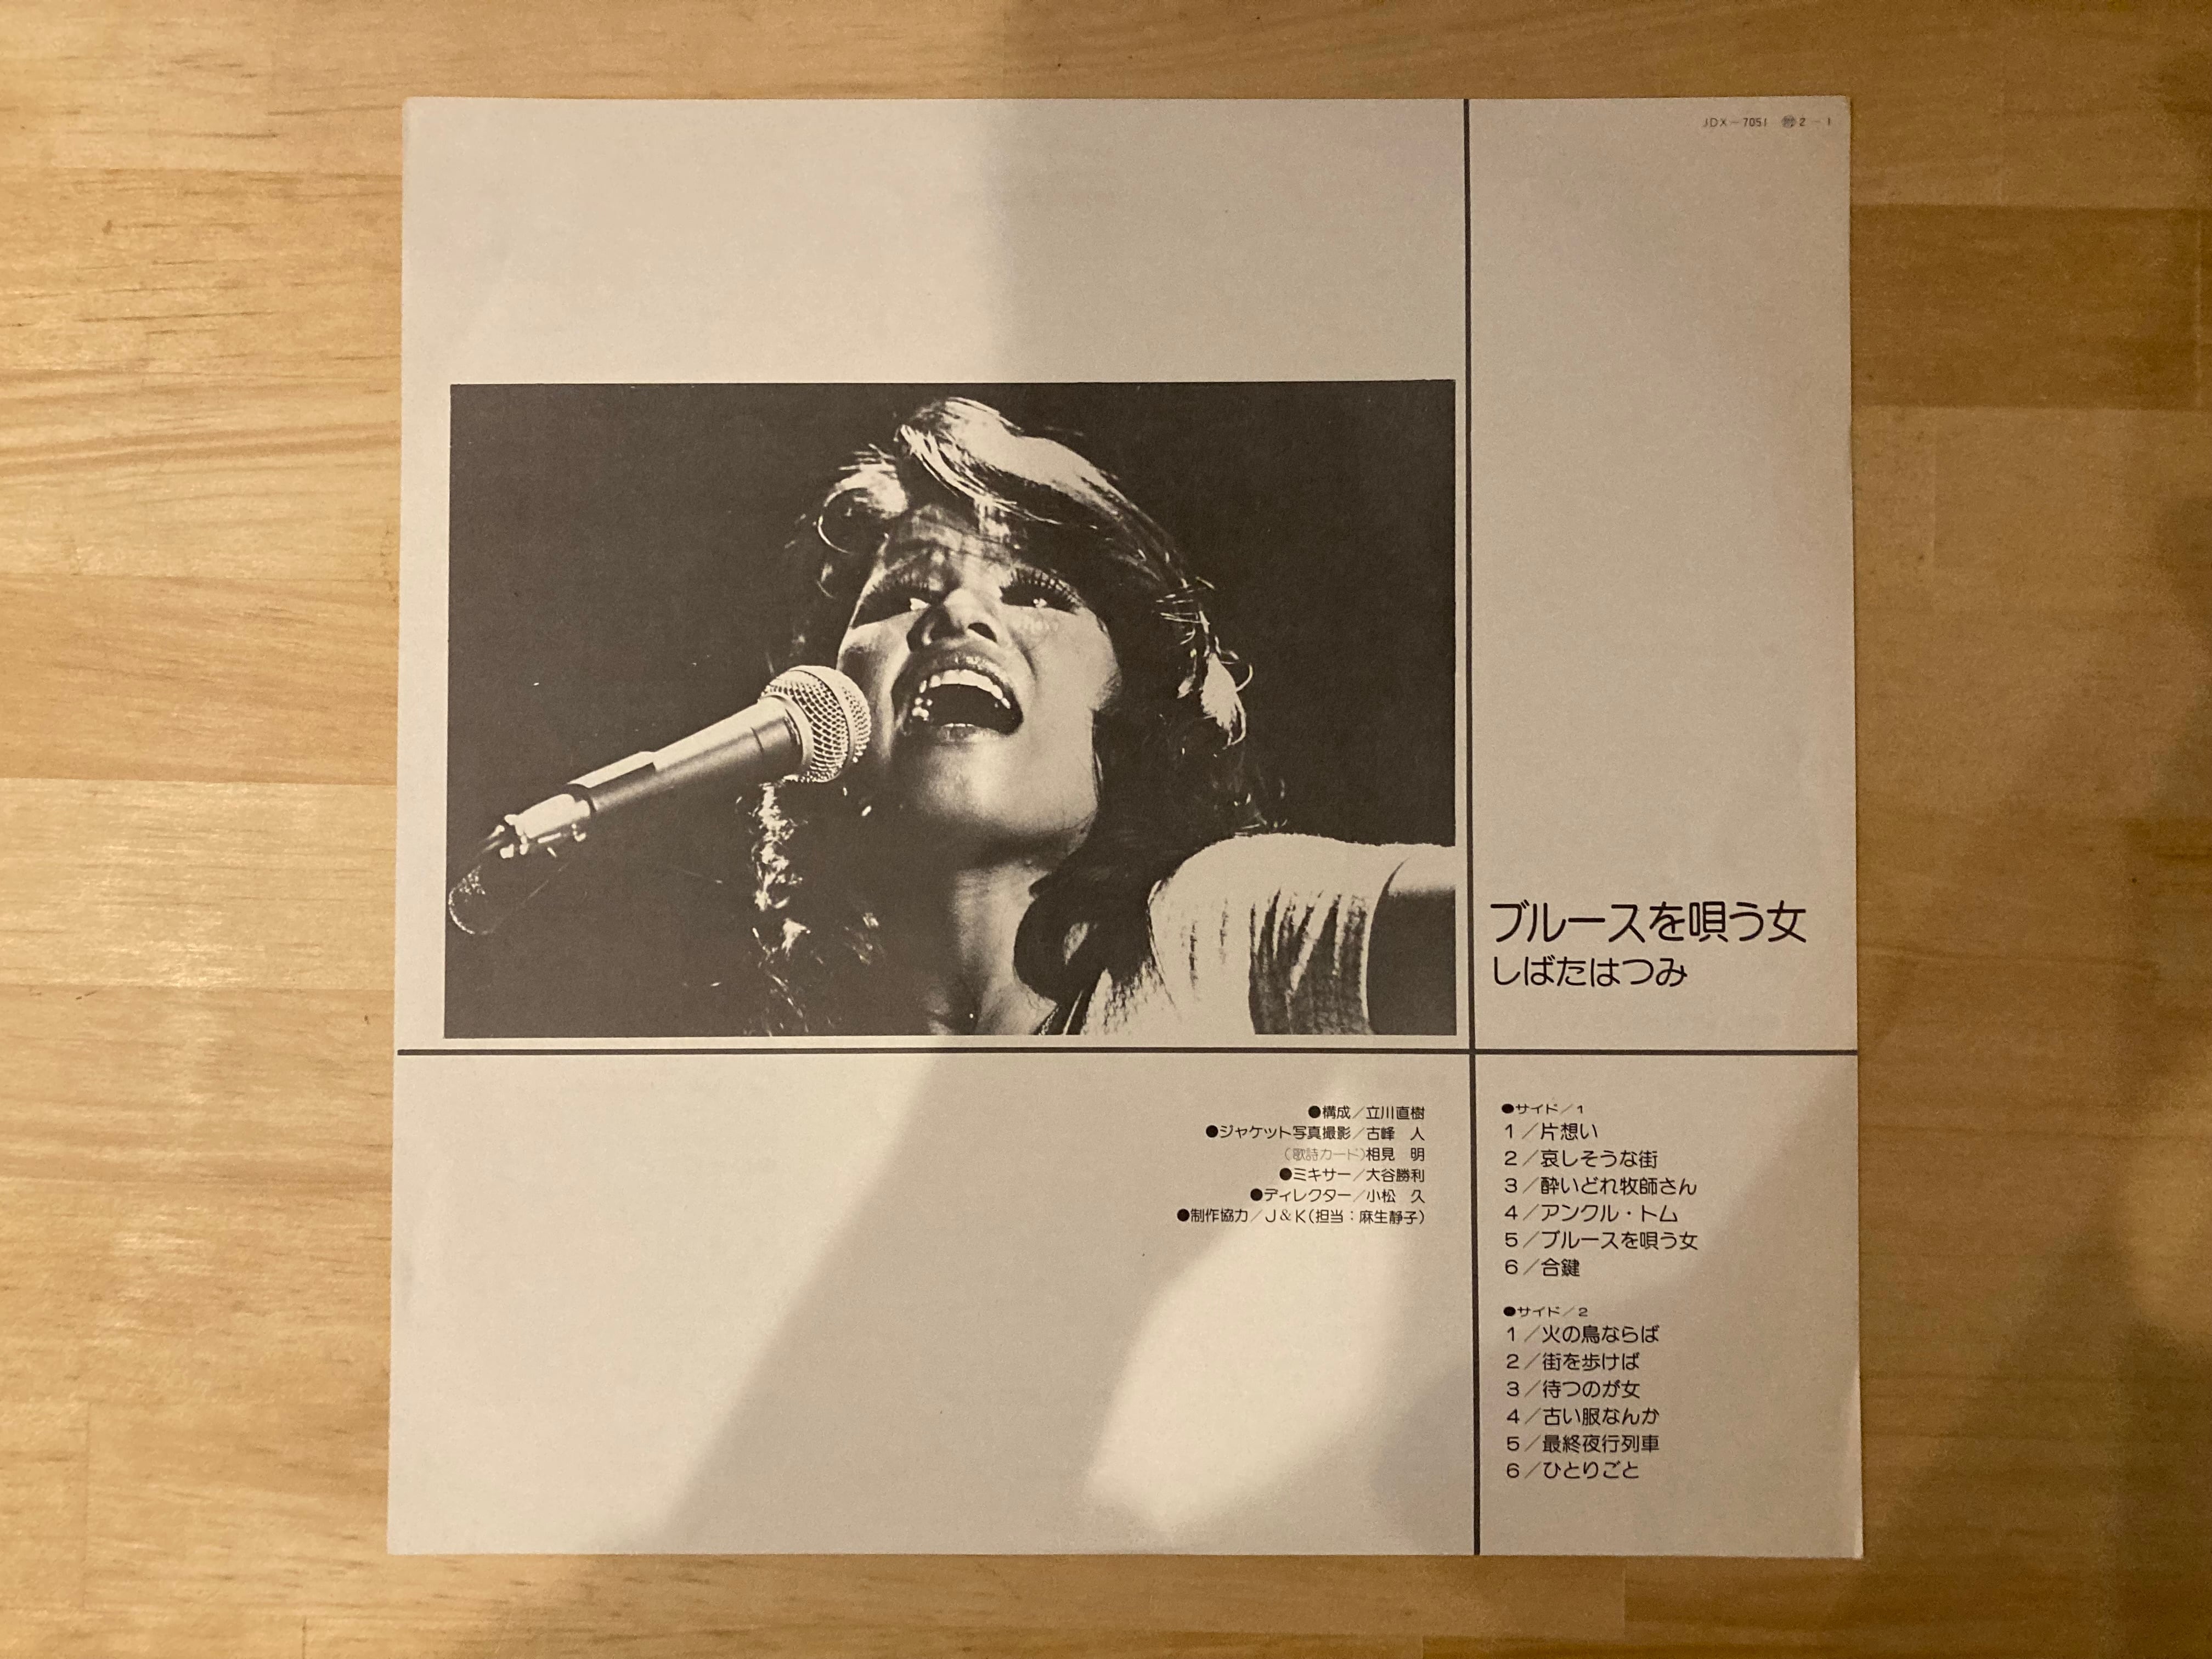 JDX-7051 2-1
ブルースを唄う女
しばたはつみ
●構成/立川直樹
●ジャケット写真撮影/古峰　人
(歌詩カード)相見　明
●ミキサー/大谷勝利
●ディレクター/小松　久
●制作協力/J&K(担当:麻生静子)
●サイド/1
1/片想い
2/哀しそうな街
3/酔いどれ牧師さん
4/アンクル・トム
5/ブルースを唄う女
6/合鍵
●サイド/2
1/火の鳥ならば
2/街を歩けば
3/待つのが女
4/古い服なんか
5/最終夜行列車
6/ひとりごと